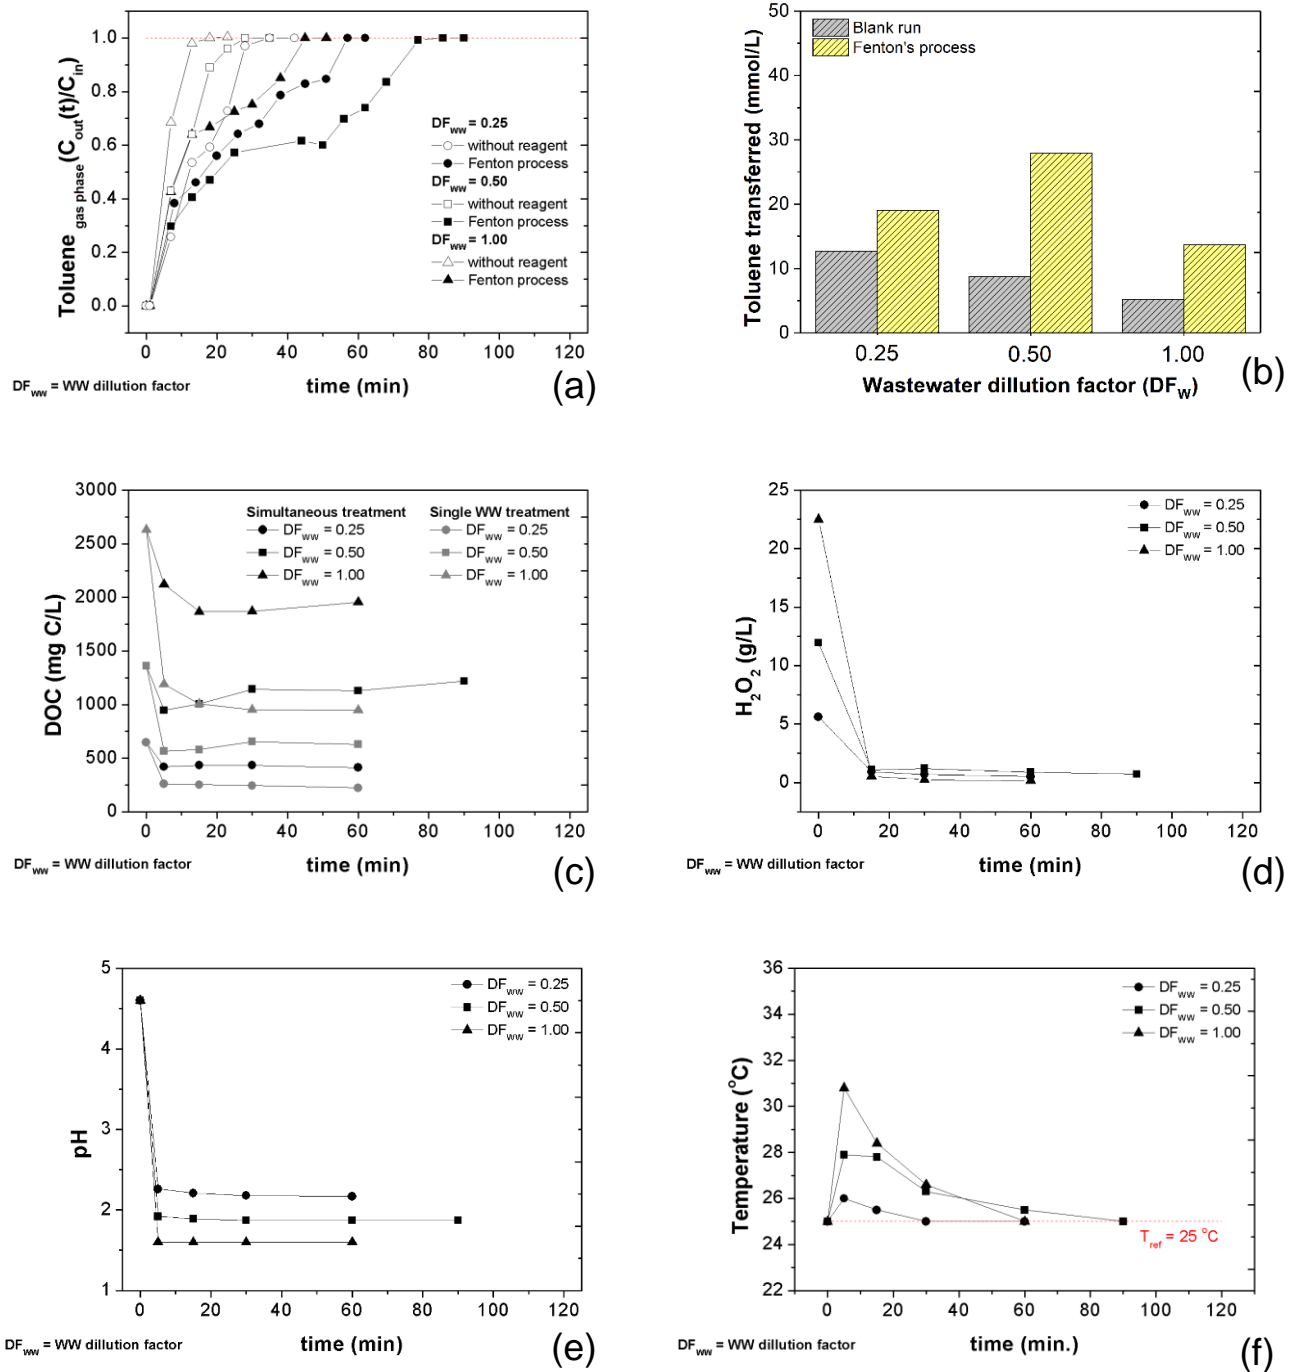 Toluene gas phase (Cout(t)/Cin)
1.0
0.8
0.6
0.4
0.2
0.0
DFww = 0.25
without reagent
Fenton process
DFww = 0.50
without reagent
Fenton process
DFww = 1.00
without reagent
Fenton process
0 20 40 60 80 100 120
time (min)
DFww = WW dillution factor
(a)
Toluene transferred (mmol/L)
50
40
30
20
10
0
Blank run
Fenton's process
0.25 0.50 1.00
Wastewater dillution factor (DFW)
(b)
DOC (mg C/L)
3000
2500
2000
1500
1000
500
0
Simultaneous treatment
DFww = 0.25
DFww = 0.50
DFww = 1.00
Single WW treatment
DFww = 0.25
DFww = 0.50
DFww = 1.00
0 20 40 60 80 100 120
time (min)
DFww = WW dillution factor
(c)
H2O2 (g/L)
25
20
15
10
5
0
DFww = 0.25
DFww = 0.50
DFww = 1.00
0 20 40 60 80 100 120
time (min)
DFww = WW dillution factor
(d)
pH
5
4
3
2
1
DFww = 0.25
DFww = 0.50
DFww = 1.00
0 20 40 60 80 100 120
time (min)
DFww = WW dillution factor
(e)
Temperature (°C)
36
34
32
30
28
26
24
22
DFww = 0.25
DFww = 0.50
DFww = 1.00
Tref = 25 °C
0 20 40 60 80 100 120
time (min.)
DFww = WW dillution factor
(f)